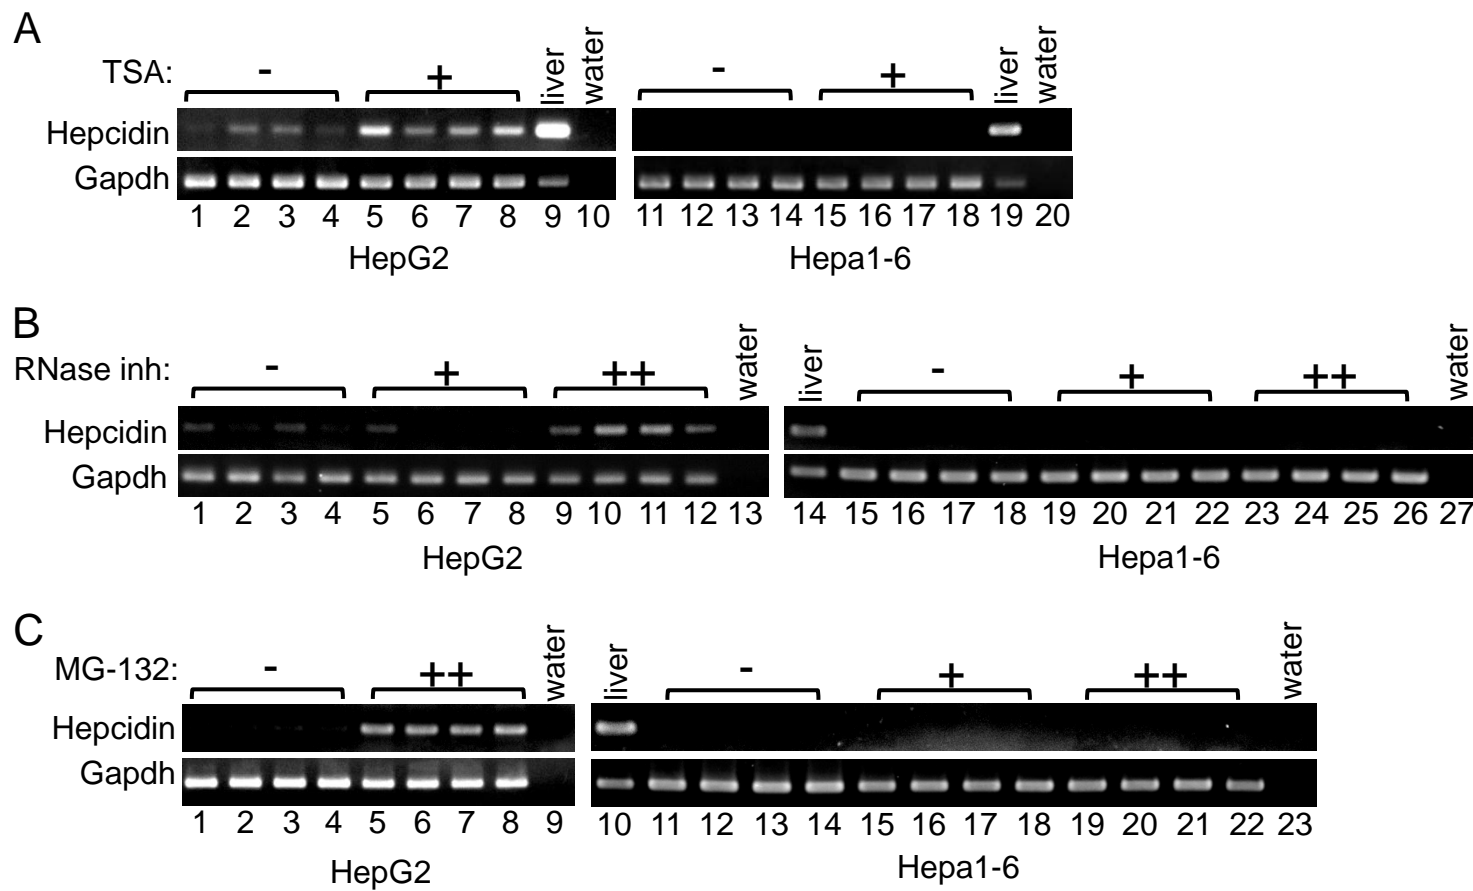 A
TSA: - + liver water - + liver water
Hepcidin
Gapdh
1 2 3 4 5 6 7 8 9 10 11 12 13 14 15 16 17 18 19 20
HepG2 Hepa1-6
B
RNase inh: - + ++ water liver - + ++ water
Hepcidin
Gapdh
1 2 3 4 5 6 7 8 9 10 11 12 13 14 15 16 17 18 19 20 21 22 23 24 25 26 27
HepG2 Hepa1-6
C
MG-132: - ++ water liver - + ++ water
Hepcidin
Gapdh
1 2 3 4 5 6 7 8 9 10 11 12 13 14 15 16 17 18 19 20 21 22 23
HepG2 Hepa1-6